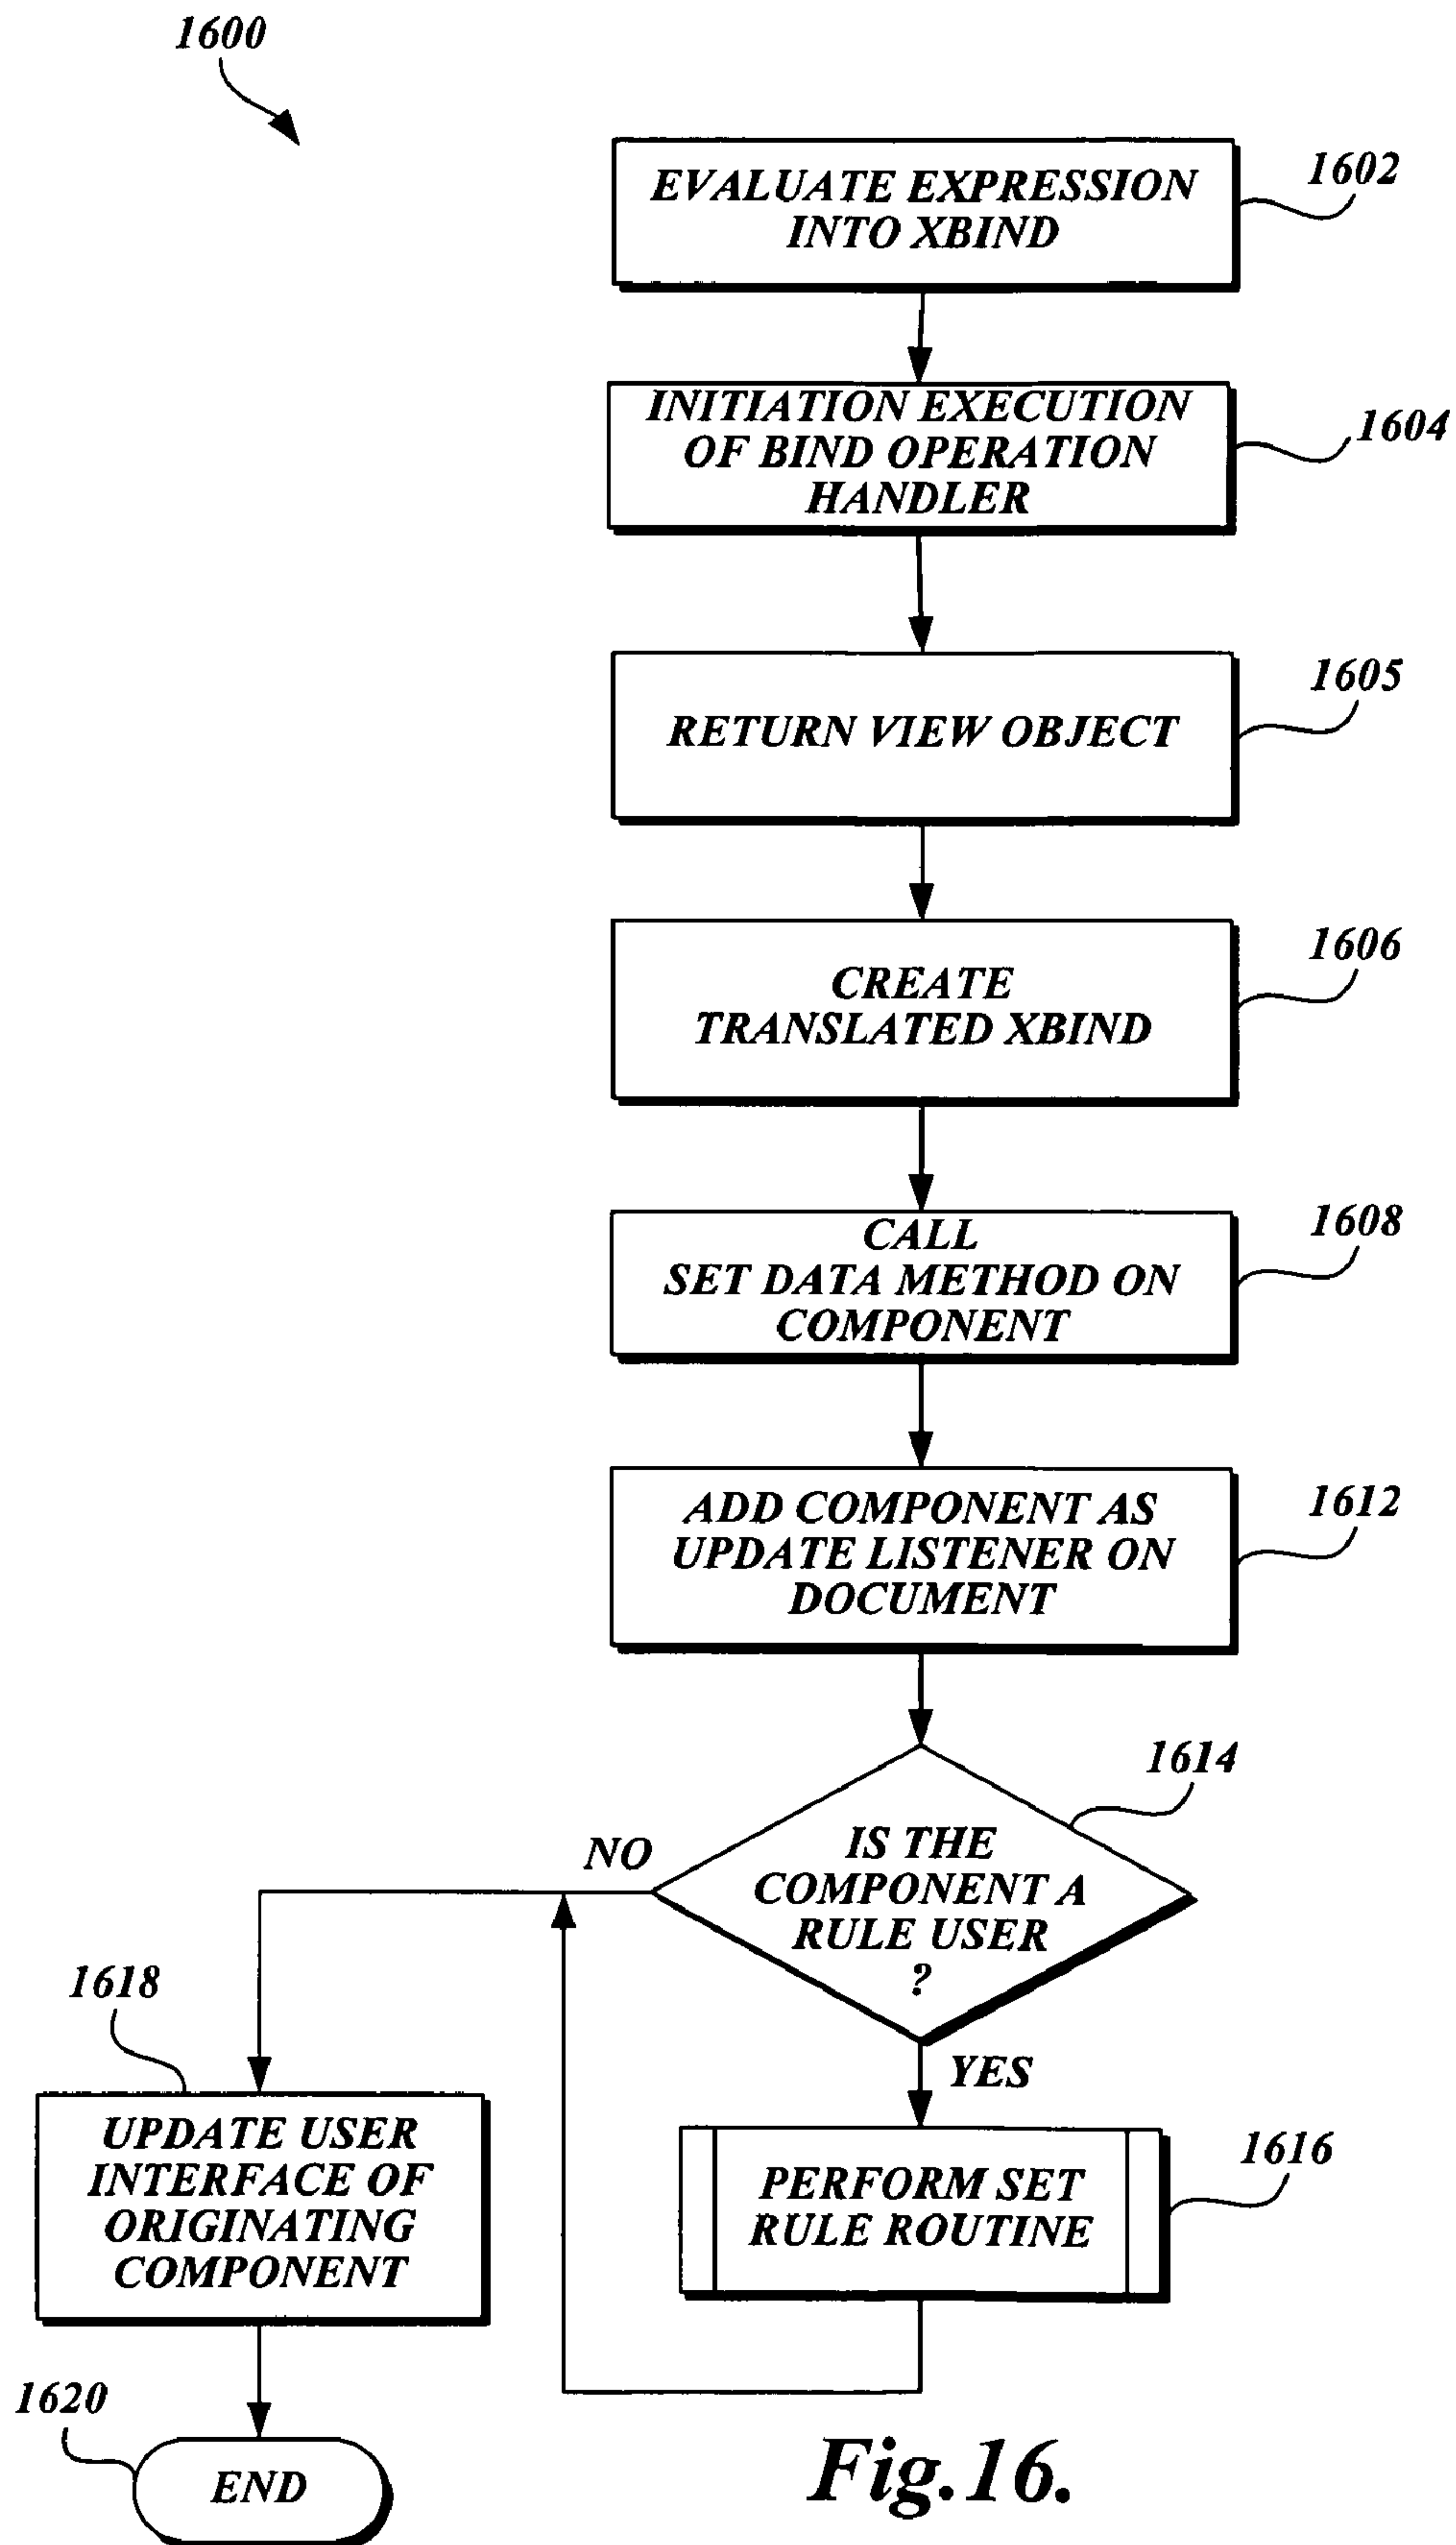 1600
EVALUATE EXPRESSION
INTO XBIND
1602
INITIATION EXECUTION
OF BIND OPERATION
HANDLER
1604
RETURN VIEW OBJECT
1605
CREATE
TRANSLATED XBIND
1606
CALL
SET DATA METHOD ON
COMPONENT
1608
ADD COMPONENT AS
UPDATE LISTENER ON
DOCUMENT
1612
1614
IS THE
COMPONENT A
RULE USER
?
NO
YES
1618
UPDATE USER
INTERFACE OF
ORIGINATING
COMPONENT
PERFORM SET
RULE ROUTINE
1616
1620
END
Fig.16.